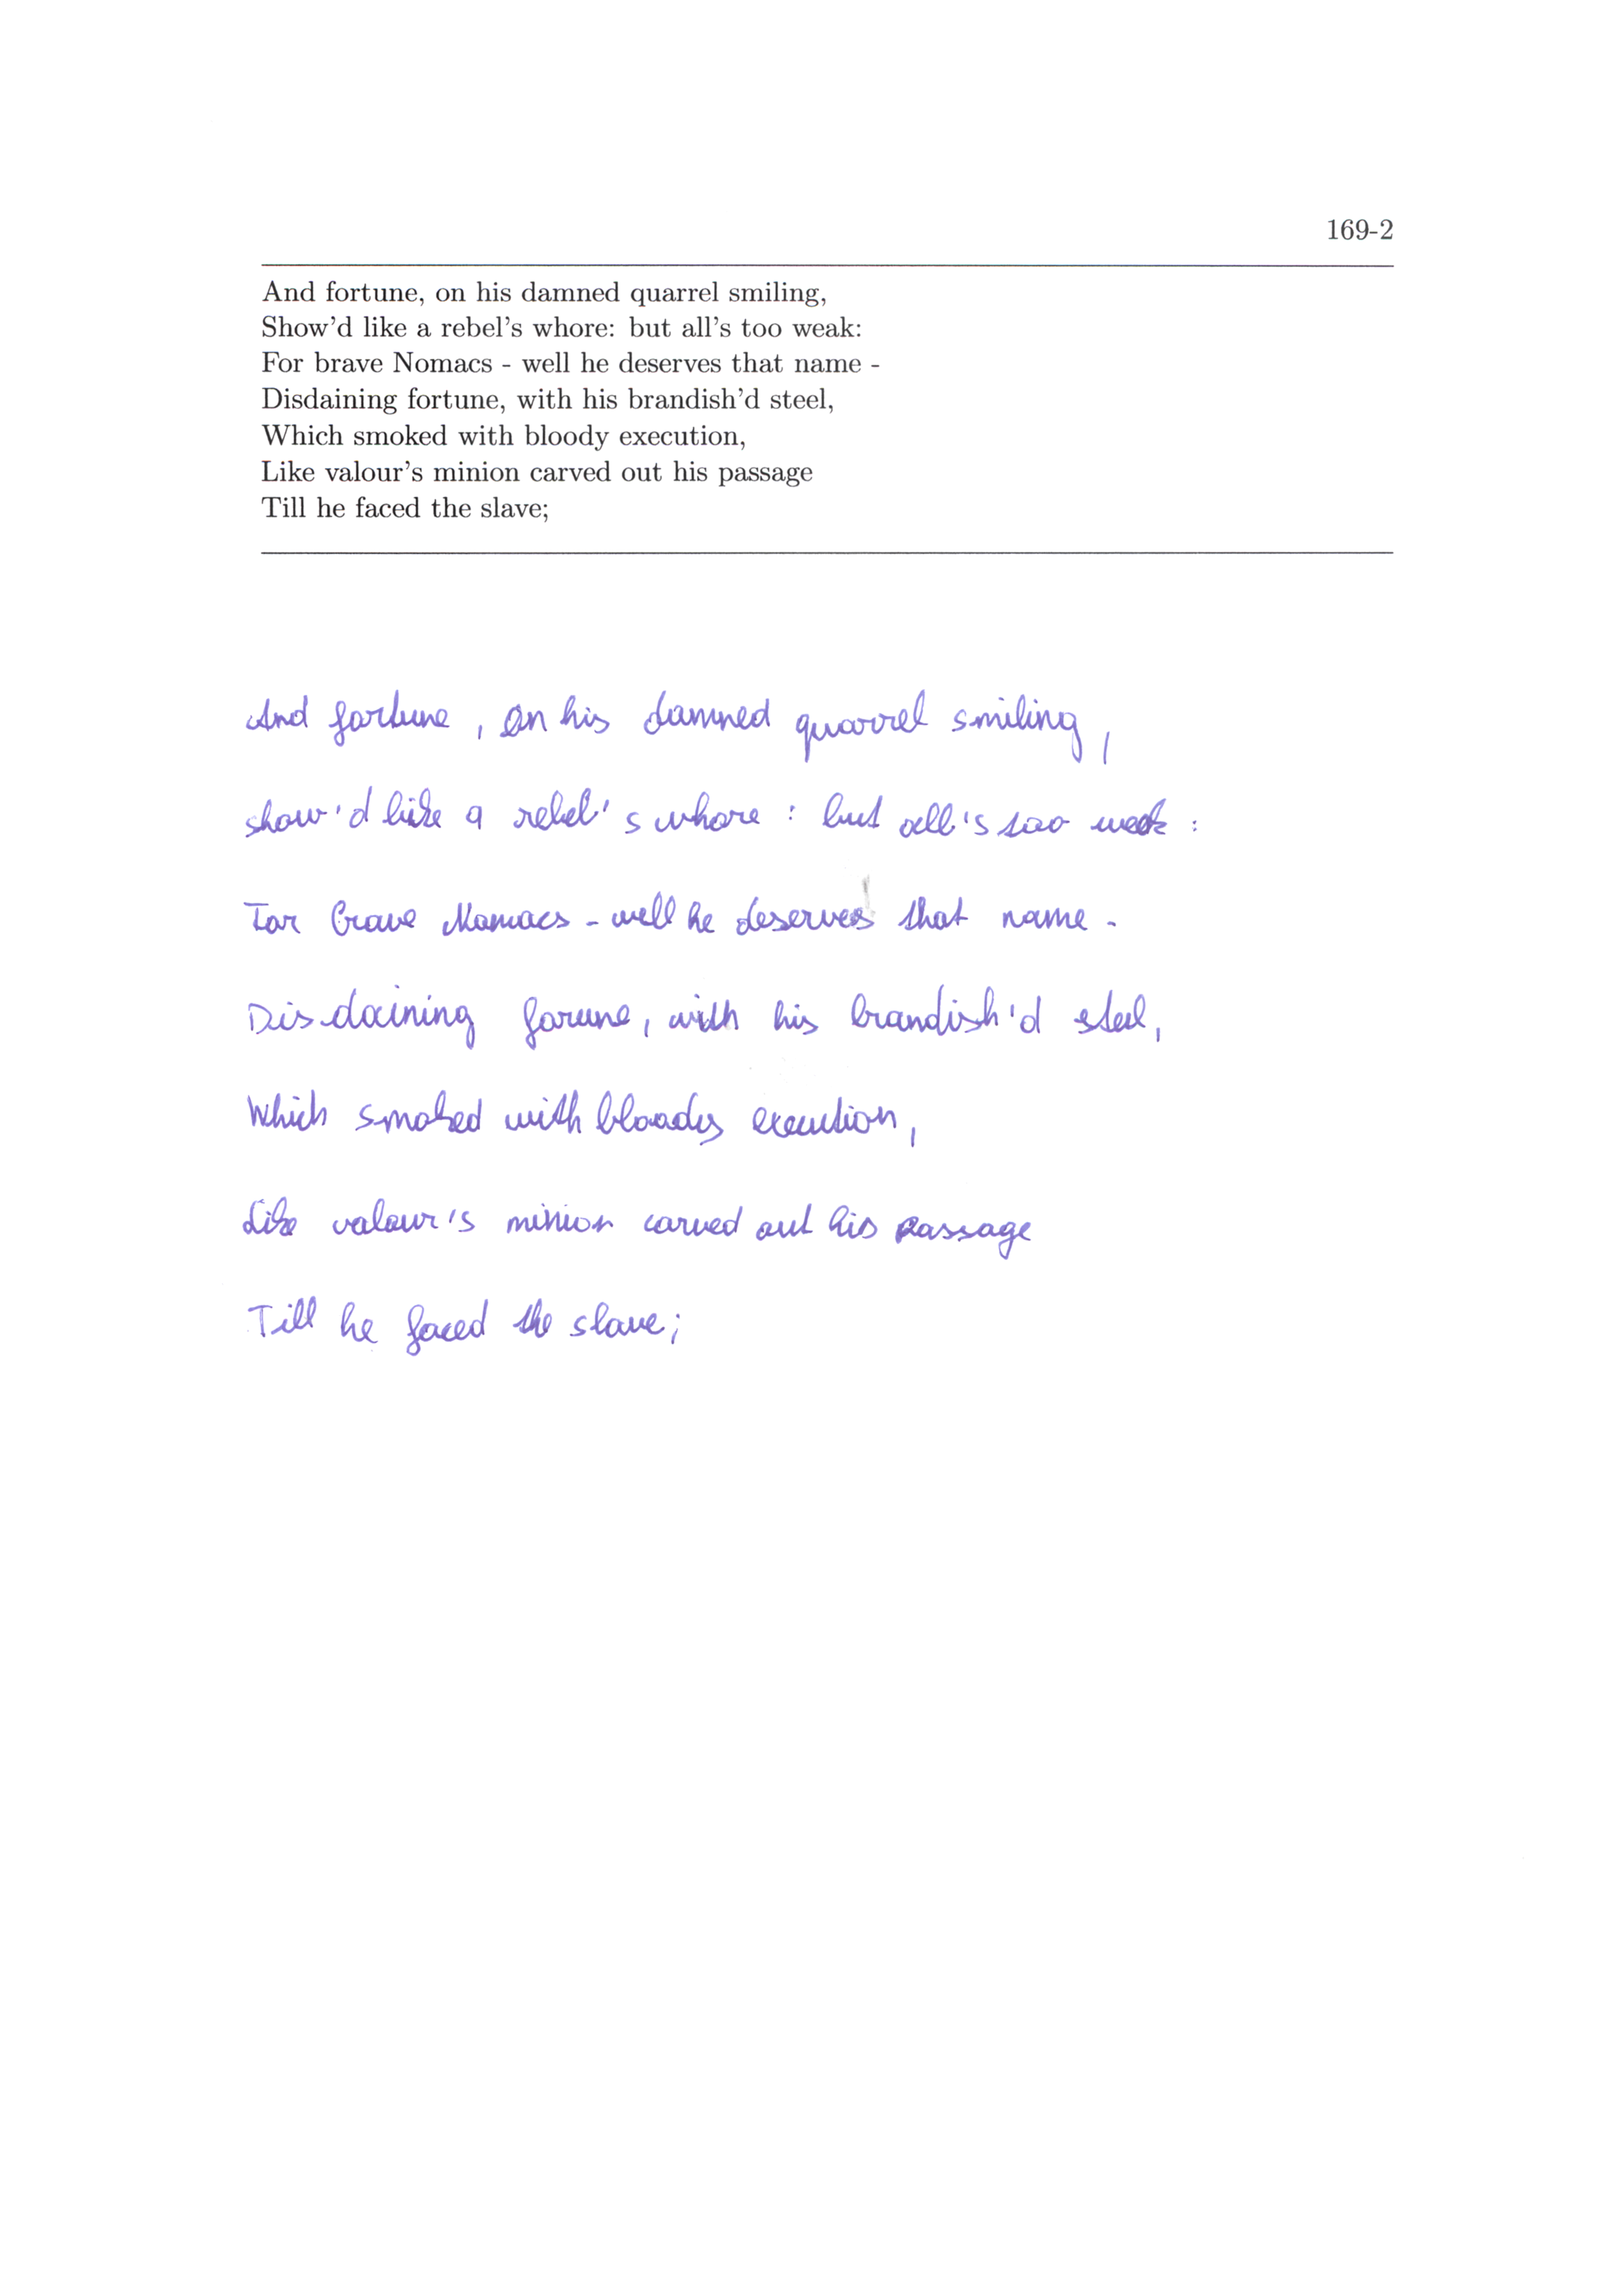 169-2
And fortune, on his damned quarrel smiling,
Show'd like a rebel's whore: but all's too weak:
For brave Nomacs - well he deserves that name -
Disdaining fortune, with his brandish'd steel,
Which smoked with bloody execution,
Like valour's minion carved out his passage
Till he faced the slave;
And fortune, on his damned quarrel smiling,
show'd like a rebel's whore: but all's too weak:
For brave Nomacs - well he deserves that name -
Disdaining forune, with his brandish'd steel,
Which smoked with bloody execution,
Like valour's minion carved out his passage
Till he faced the slave;